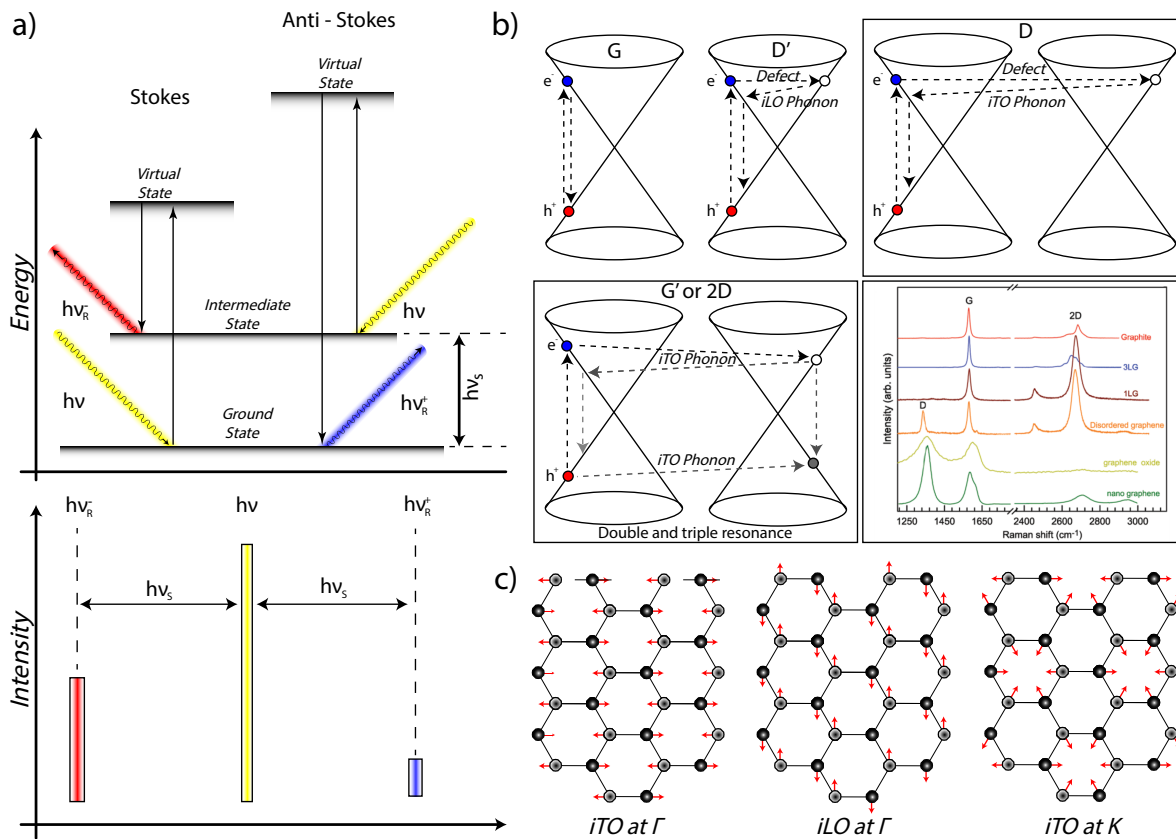 a)
Anti - Stokes
Virtual
State
Stokes
Virtual
State
Energy
hν
R
-
Intermediate
State
hν
hν
Ground
State
hν
R
+
hν
S
Intensity
hν
R
-
hν
hν
R
+
hν
S
hν
S
b)
G
e-
h+
D'
e-
Defect
iLO Phonon
h+
D
e-
Defect
iTO Phonon
h+
G' or 2D
e-
iTO Phonon
iTO Phonon
h+
Double and triple resonance
Intensity (arb. units)
G
2D
D
Graphite
3LG
1LG
Disordered graphene
graphene oxide
nano graphene
1250 1450 1650 2400 2600 2800 3000
Raman shift (cm-1)
c)
iTO at Γ
iLO at Γ
iTO at K